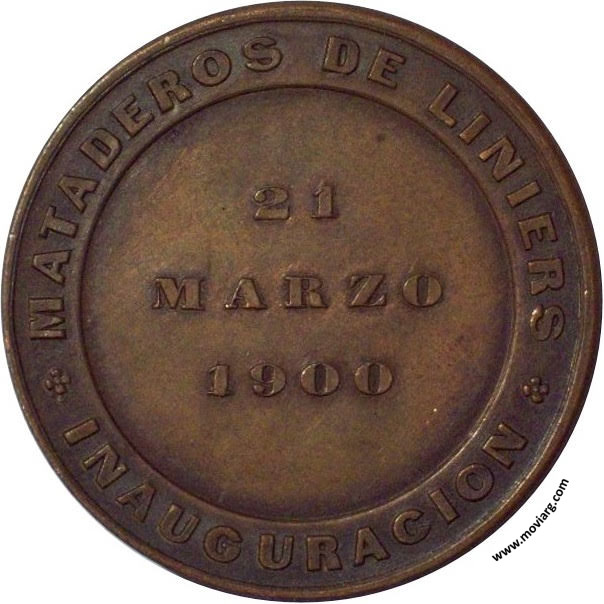 MATADEROS DE LINIERS
21
MARZO
1900
INAUGURACION
www.moviarg.com